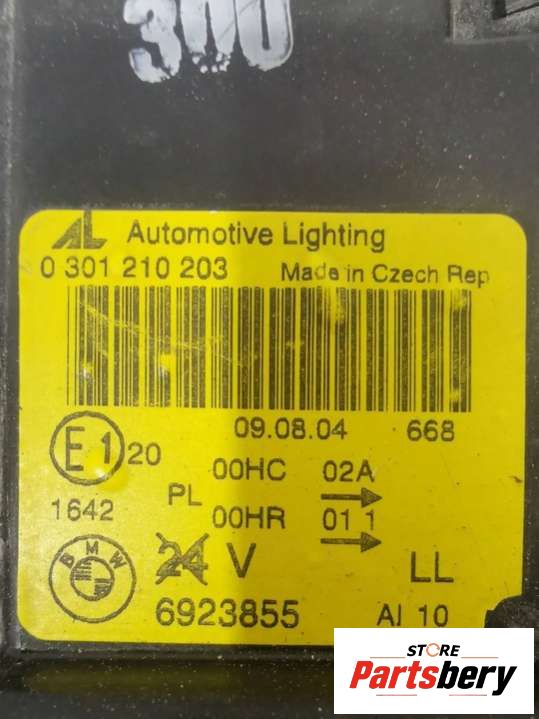 AL Automotive Lighting
0 301 210 203 Made in Czech Rep
09.08.04 668
E1 20 00HC 02A
1642 PL 00HR 01 1
BMW 24 V LL
6923855 Al 10
STORE
Partsbery